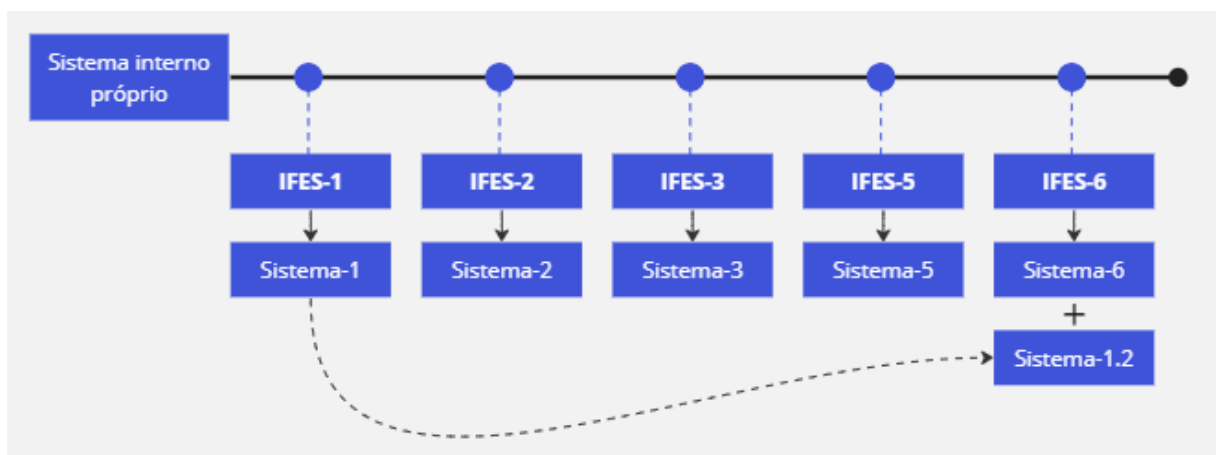 Sistema interno
próprio
IFES-1
IFES-2
IFES-3
IFES-5
IFES-6
Sistema-1
Sistema-2
Sistema-3
Sistema-5
Sistema-6
+
Sistema-1.2